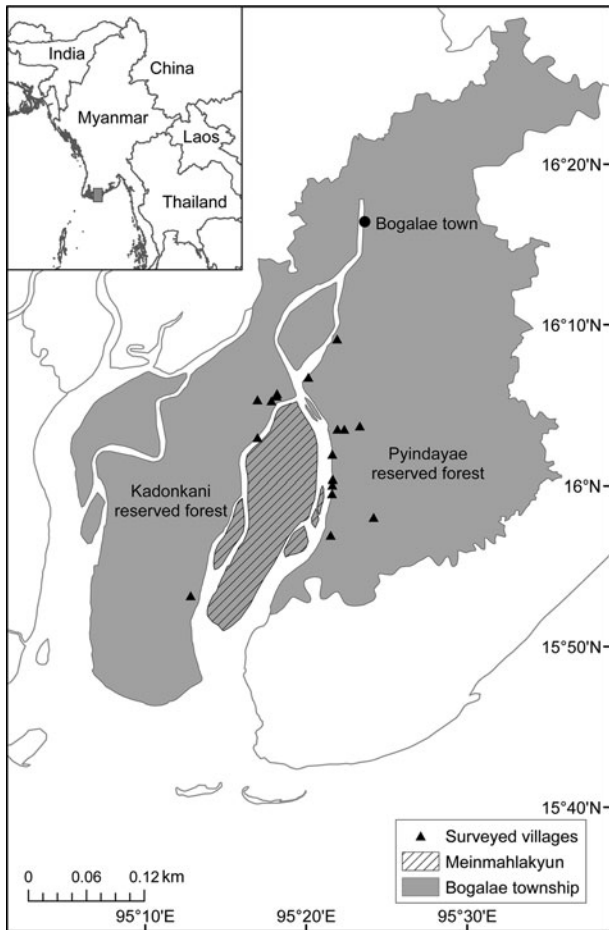 India
China
Myanmar
Laos
Thailand
16°20'N
Bogalae town
16°10'N
Pyindayae
reserved forest
Kadonkani
reserved forest
16°N
15°50'N
15°40'N
Surveyed villages
Meinmahlakyun
Bogalae township
0 0.06 0.12 km
95°10'E 95°20'E 95°30'E